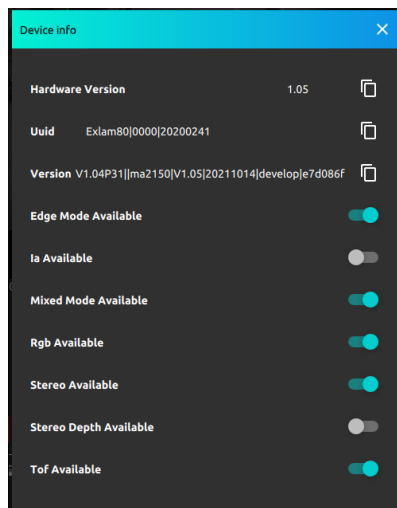 Device info
Hardware Version 1.05
Uuid Exlam80|0000|20200241
Version V1.04P31||ma2150|V1.05|20211014|develop|e7d086f
Edge Mode Available
Ia Available
Mixed Mode Available
Rgb Available
Stereo Available
Stereo Depth Available
Tof Available